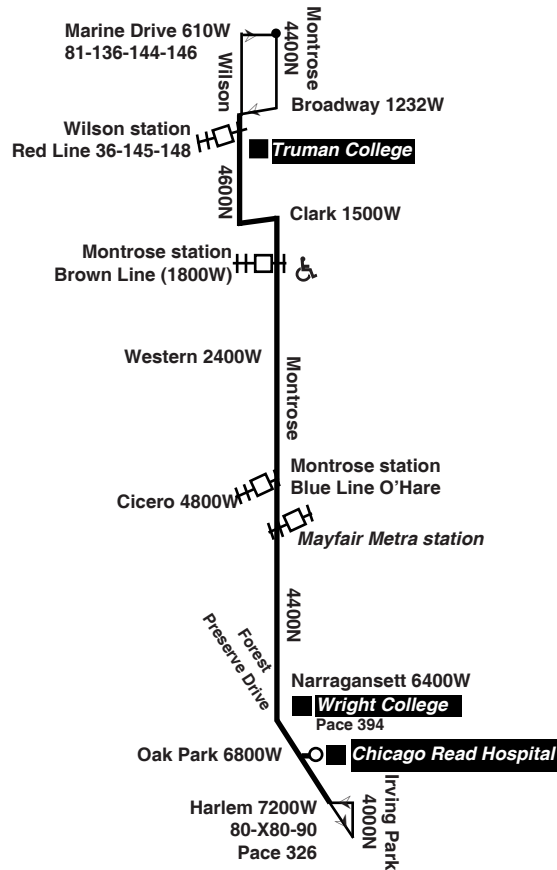 Marine Drive 610W
81-136-144-146
Montrose
4400N
Wilson
Broadway 1232W
Wilson station
Red Line 36-145-148
Truman College
4600N
Clark 1500W
Montrose station
Brown Line (1800W)
Western 2400W
Montrose
Montrose station
Blue Line O'Hare
Cicero 4800W
Mayfair Metra station
4400N
Forest
Preserve Drive
Narragansett 6400W
Wright College
Pace 394
Oak Park 6800W
Chicago Read Hospital
Harlem 7200W
80-X80-90
Pace 326
Irving Park
4000N